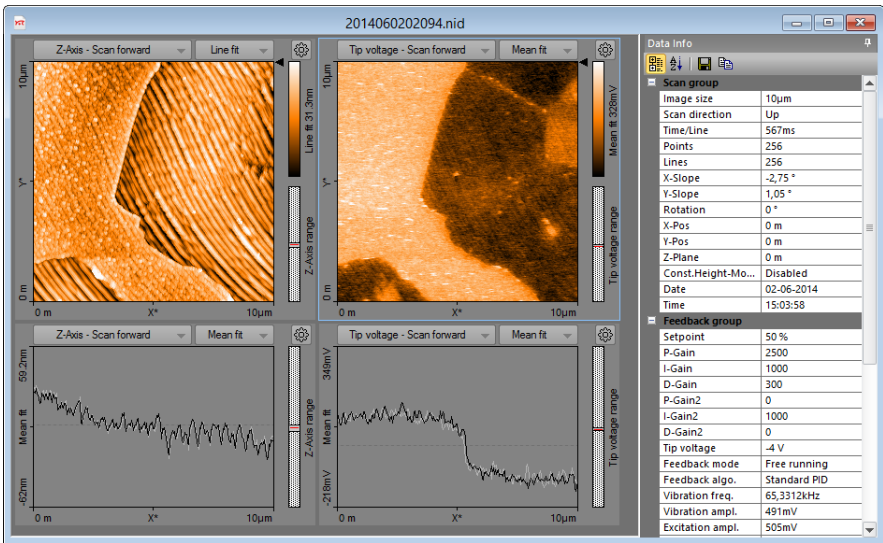 2014060202094.nid
Z-Axis - Scan forward
Line fit
Tip voltage - Scan forward
Mean fit
Data Info
10µm
Y*
0 m
0 m
X*
10µm
Line fit 31.3nm
Z-Axis range
10µm
Y*
0 m
0 m
X*
10µm
Mean fit 328mV
Tip voltage range
Z-Axis - Scan forward
Mean fit
Tip voltage - Scan forward
Mean fit
59.2nm
Mean fit
-62nm
0 m
X*
10µm
Z-Axis range
349mV
Mean fit
-218mV
0 m
X*
10µm
Tip voltage range
Scan group
Image size 10µm
Scan direction Up
Time/Line 567ms
Points 256
Lines 256
X-Slope -2,75 °
Y-Slope 1,05 °
Rotation 0 °
X-Pos 0 m
Y-Pos 0 m
Z-Plane 0 m
Const.Height-Mo... Disabled
Date 02-06-2014
Time 15:03:58
Feedback group
Setpoint 50 %
P-Gain 2500
I-Gain 1000
D-Gain 300
P-Gain2 0
I-Gain2 1000
D-Gain2 0
Tip voltage -4 V
Feedback mode Free running
Feedback algo. Standard PID
Vibration freq. 65,3312kHz
Vibration ampl. 491mV
Excitation ampl. 505mV